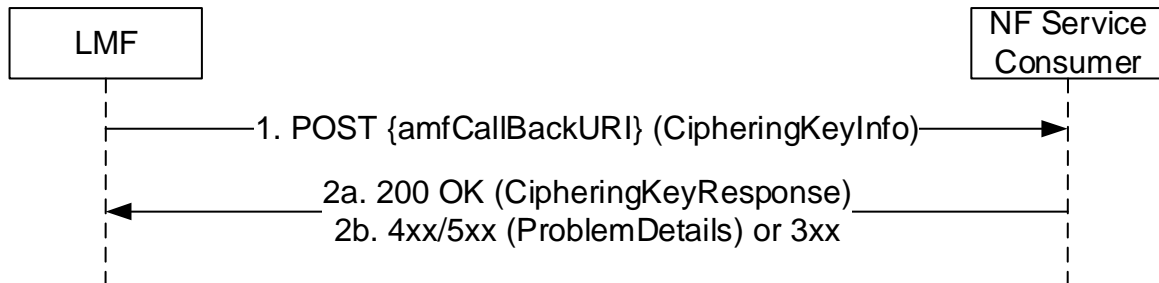 LMF
NF Service
Consumer
1. POST {amfCallBackURI} (CipheringKeyInfo)
2a. 200 OK (CipheringKeyResponse)
2b. 4xx/5xx (ProblemDetails) or 3xx